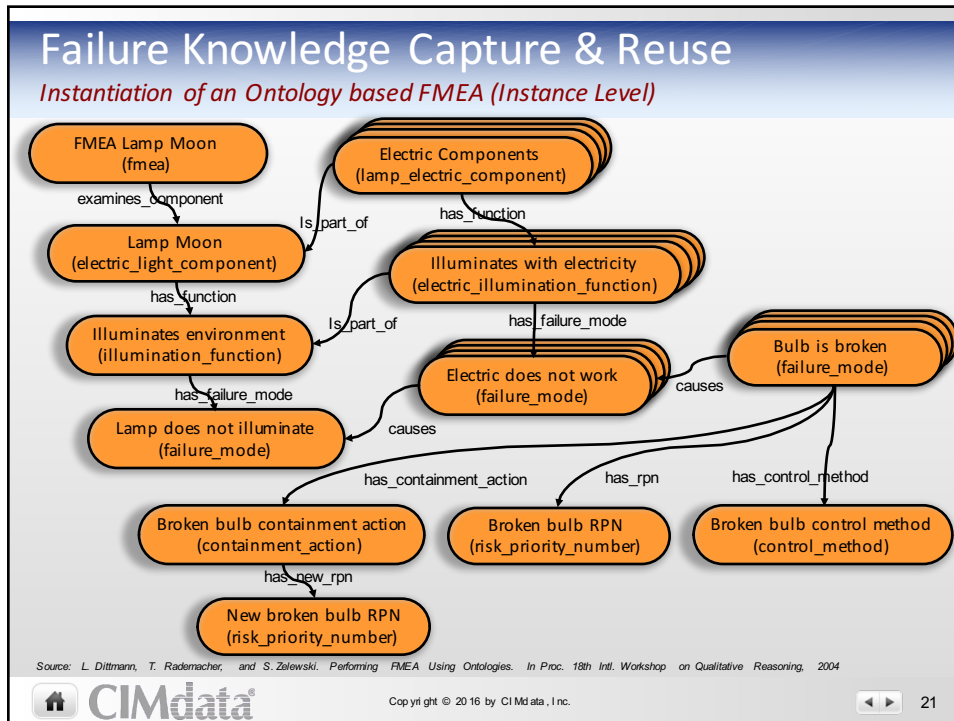 Failure Knowledge Capture & Reuse
Instantiation of an Ontology based FMEA (Instance Level)
FMEA Lamp Moon
(fmea)
Electric Components
(lamp_electric_component)
examines_component
Is_part_of
has_function
Lamp Moon
(electric_light_component)
Illuminates with electricity
(electric_illumination_function)
has_function
Is_part_of
has_failure_mode
Illuminates environment
(illumination_function)
Bulb is broken
(failure_mode)
Electric does not work
(failure_mode)
causes
has_failure_mode
Lamp does not illuminate
(failure_mode)
causes
has_containment_action
has_rpn
has_control_method
Broken bulb containment action
(containment_action)
Broken bulb RPN
(risk_priority_number)
Broken bulb control method
(control_method)
has_new_rpn
New broken bulb RPN
(risk_priority_number)
Source: L. Dittmann, T. Rademacher, and S. Zelewski. Performing FMEA Using Ontologies. In Proc. 18th Intl. Workshop on Qualitative Reasoning, 2004
CIMdata®
Copyright © 2016 by CIMdata, Inc.
21